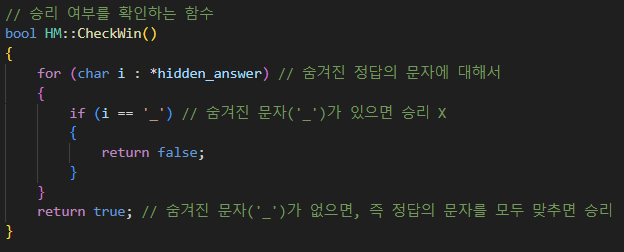 // 승리 여부를 확인하는 함수
bool HM::CheckWin()
{
    for (char i : *hidden_answer) // 숨겨진 정답의 문자에 대해서
    {
        if (i == '_') // 숨겨진 문자('_')가 있으면 승리 X
        {
            return false;
        }
    }
    return true; // 숨겨진 문자('_')가 없으면, 즉 정답의 문자를 모두 맞추면 승리
}